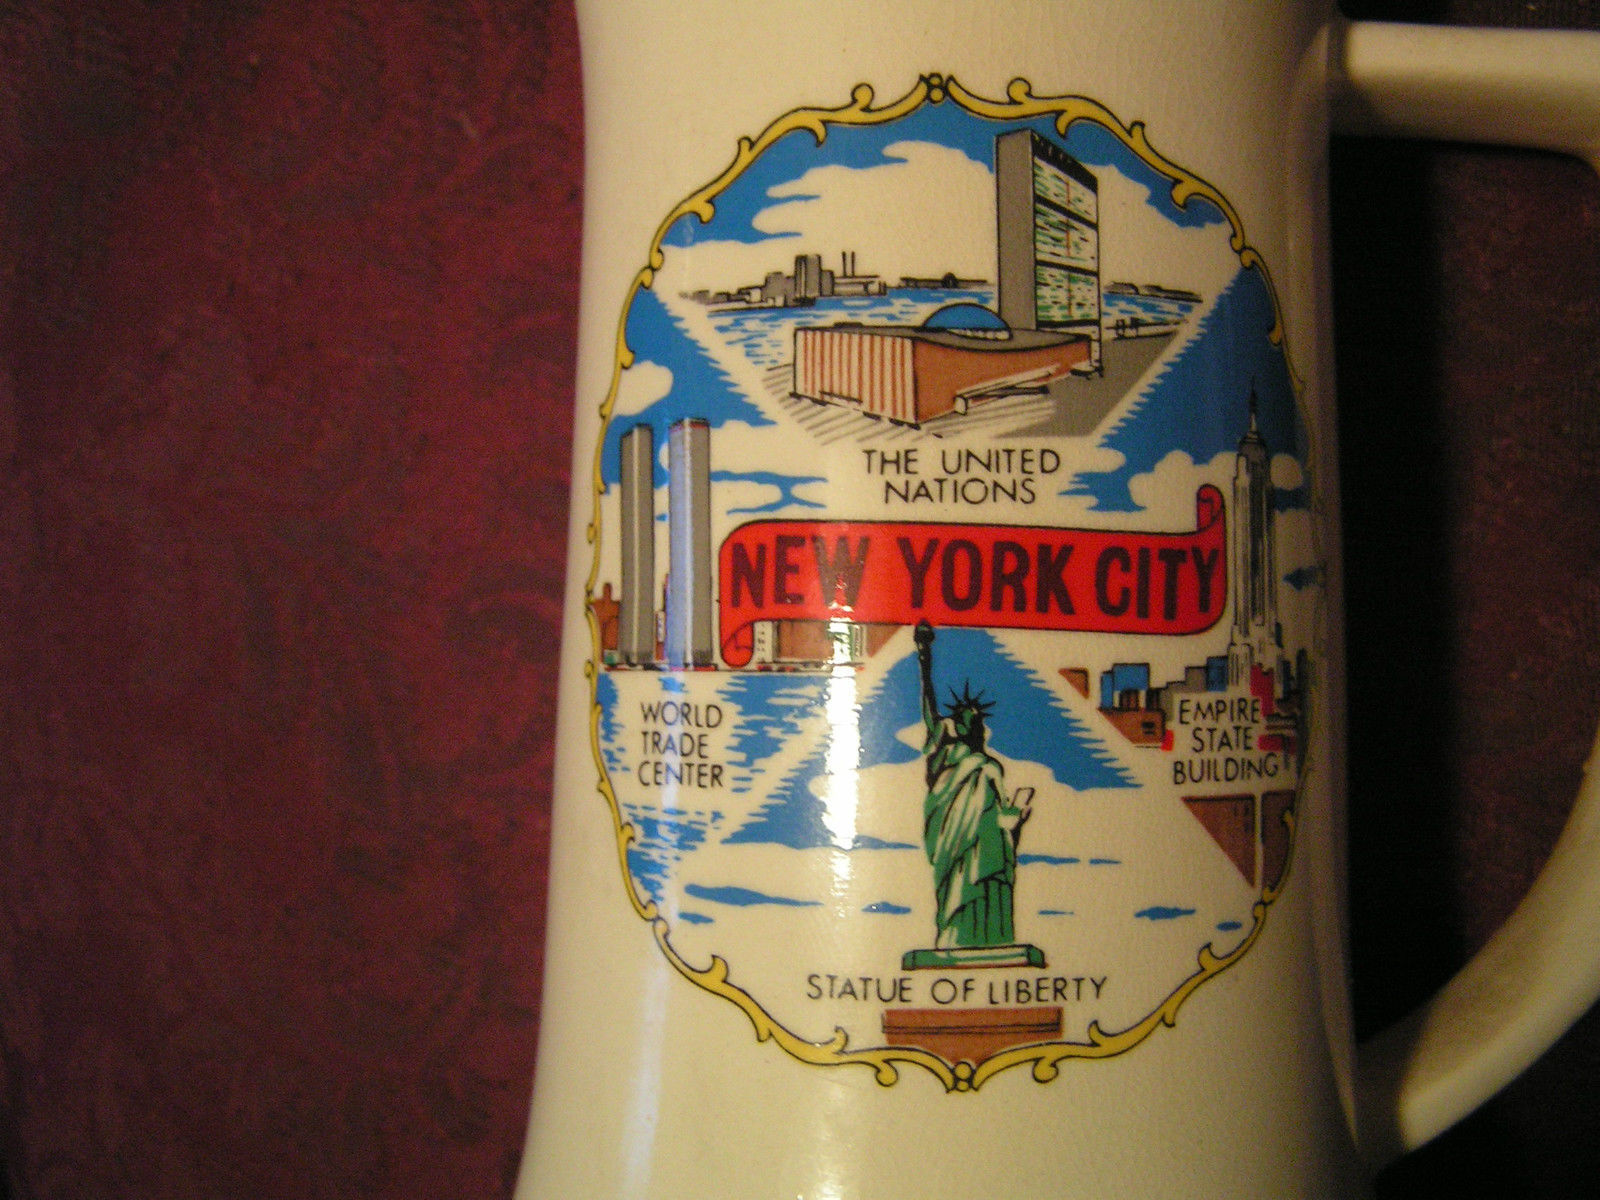 THE UNITED
NATIONS
NEW YORK CITY
WORLD
TRADE
CENTER
EMPIRE
STATE
BUILDING
STATUE OF LIBERTY